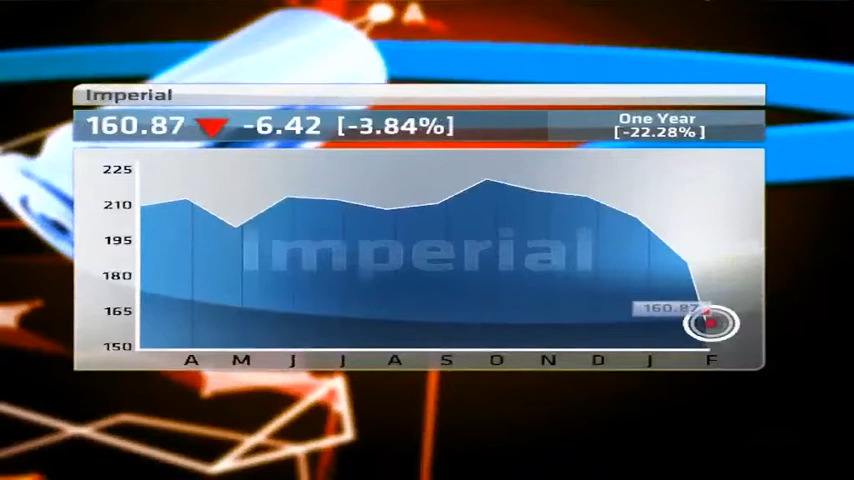 A
Imperial
160.87 -6.42 [-3.84%]
One Year
[-22.28%]
225
210
195
180
165
150
Imperial
160.87
A M J J A S O N D J F